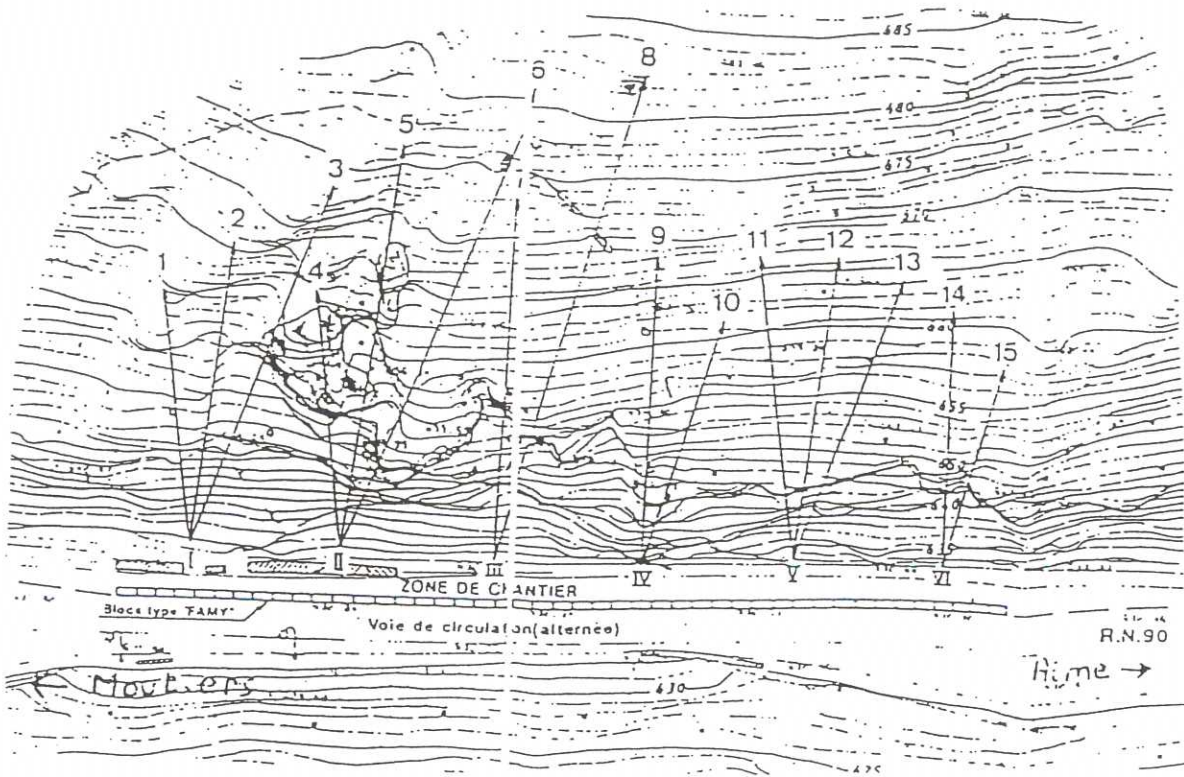 685
8
6
680
5
675
3
2
9
11
12
1
13
4
10
14
15
655
I
II
III
IV
V
VI
ZONE DE CHANTIER
Blocs type "FAMY"
Voie de circulation (alternée)
R.N.90
← Moutiers
630
Aime →